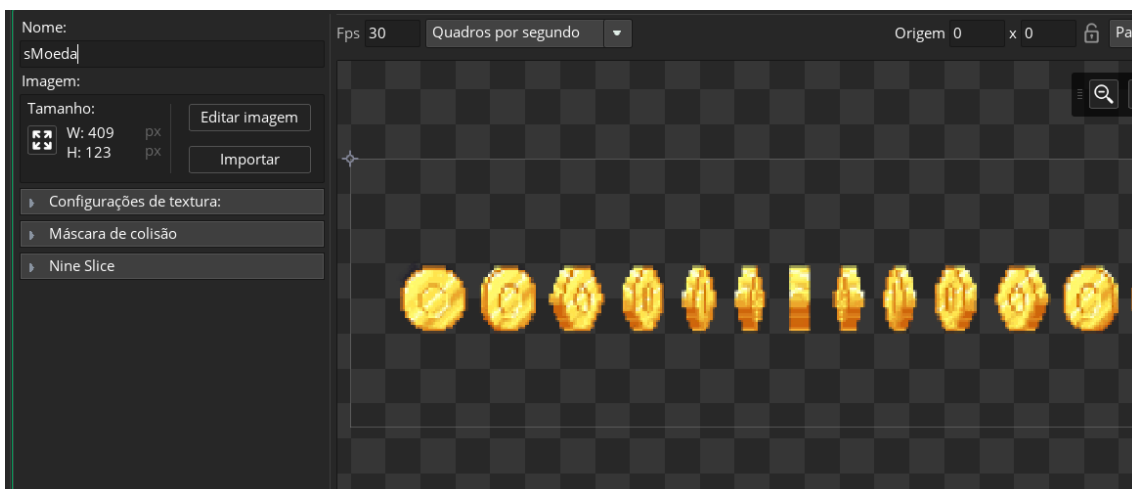 Nome:
sMoeda
Imagem:
Tamanho:
W: 409 px
H: 123 px
Editar imagem
Importar
Configurações de textura:
Máscara de colisão
Nine Slice
Fps 30 Quadros por segundo Origem 0 x 0